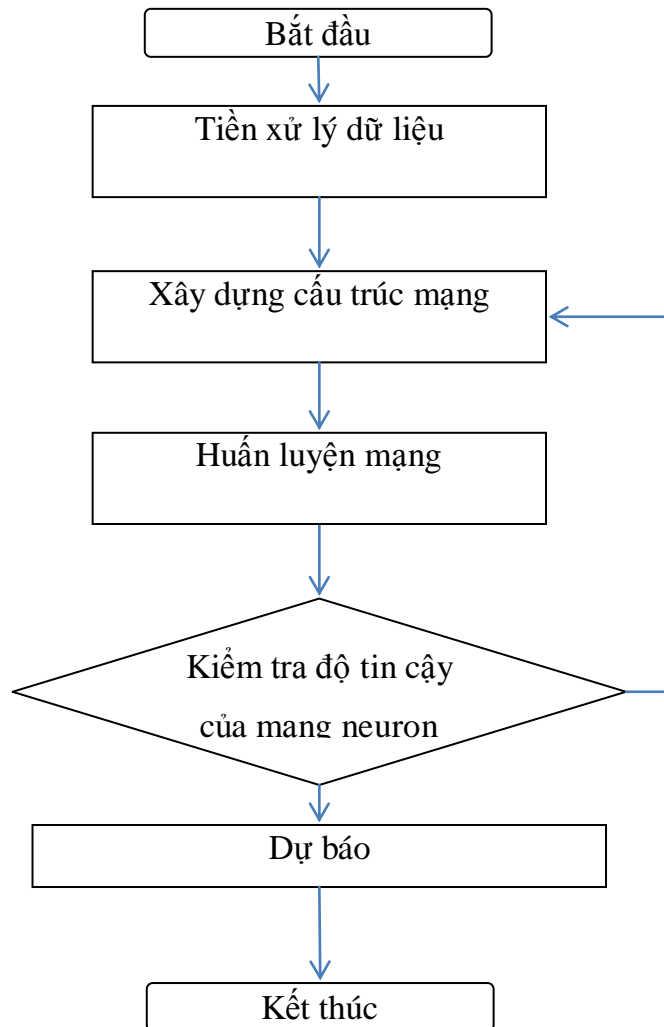 Bắt đầu
Tiền xử lý dữ liệu
Xây dựng cấu trúc mạng
Huấn luyện mạng
Kiểm tra độ tin cậy
của mang neuron
Dự báo
Kết thúc